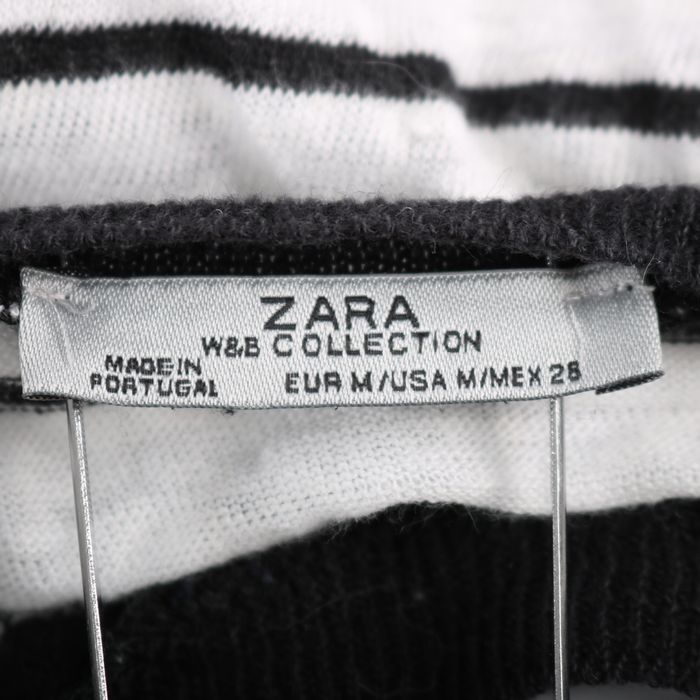 ZARA
W&B COLLECTION
MADE IN
PORTUGAL
EUR M/USA M/MEX 28